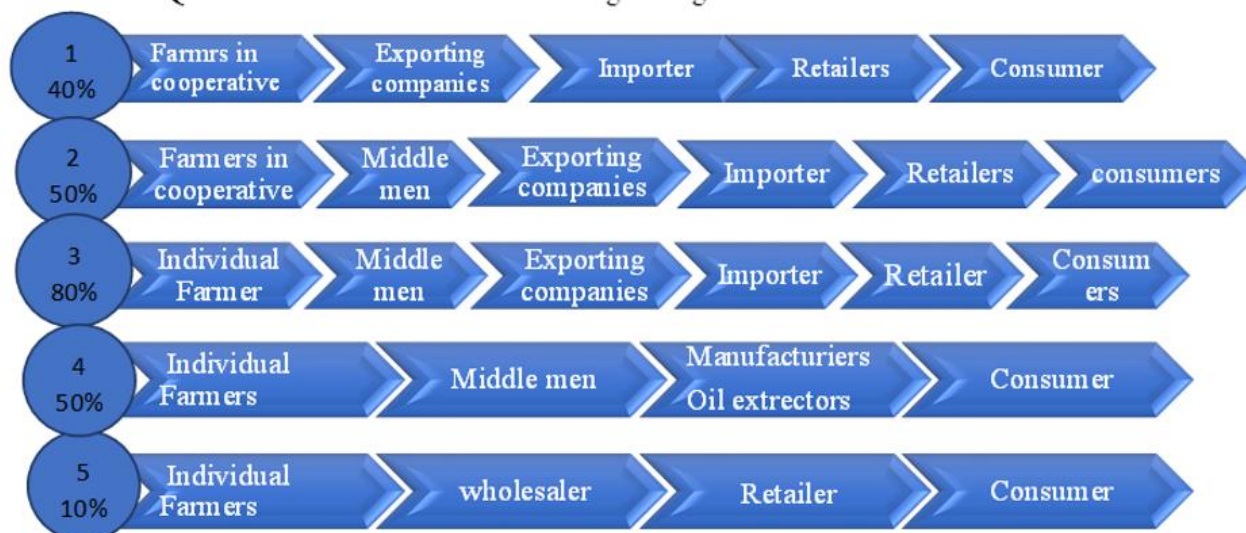 1
40%
Farmrs in
cooperative
Exporting
companies
Importer
Retailers
Consumer
2
50%
Farmers in
cooperative
Middle
men
Exporting
companies
Importer
Retailers
consumers
3
80%
Individual
Farmer
Middle
men
Exporting
companies
Importer
Retailer
Consum
ers
4
50%
Individual
Farmers
Middle men
Manufacturiers
Oil extrectors
Consumer
5
10%
Individual
Farmers
wholesaler
Retailer
Consumer